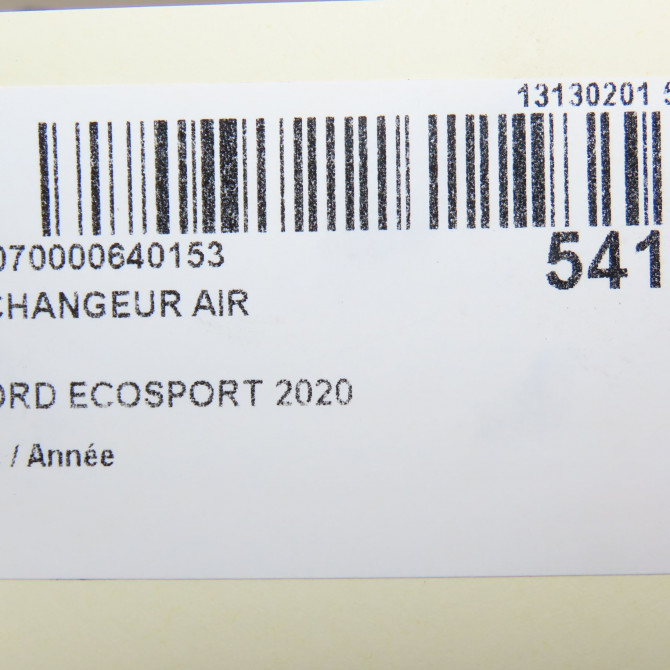 13130201 5
070000640153
541
CHANGEUR AIR
ORD ECOSPORT 2020
/ Année